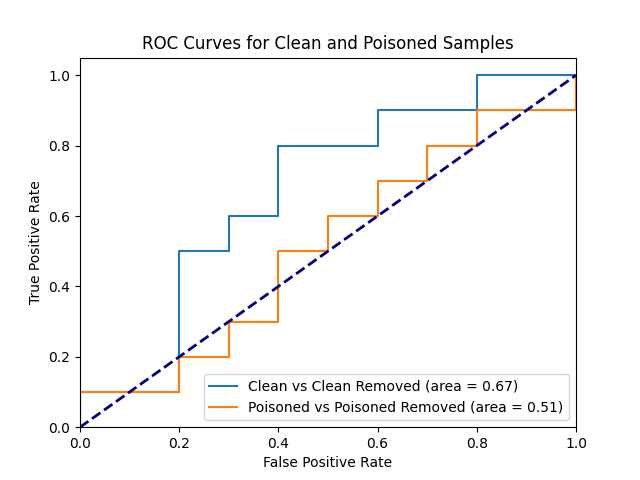 ROC Curves for Clean and Poisoned Samples
1.0
0.8
0.6
0.4
0.2
0.0
True Positive Rate
Clean vs Clean Removed (area = 0.67)
Poisoned vs Poisoned Removed (area = 0.51)
0.0 0.2 0.4 0.6 0.8 1.0
False Positive Rate